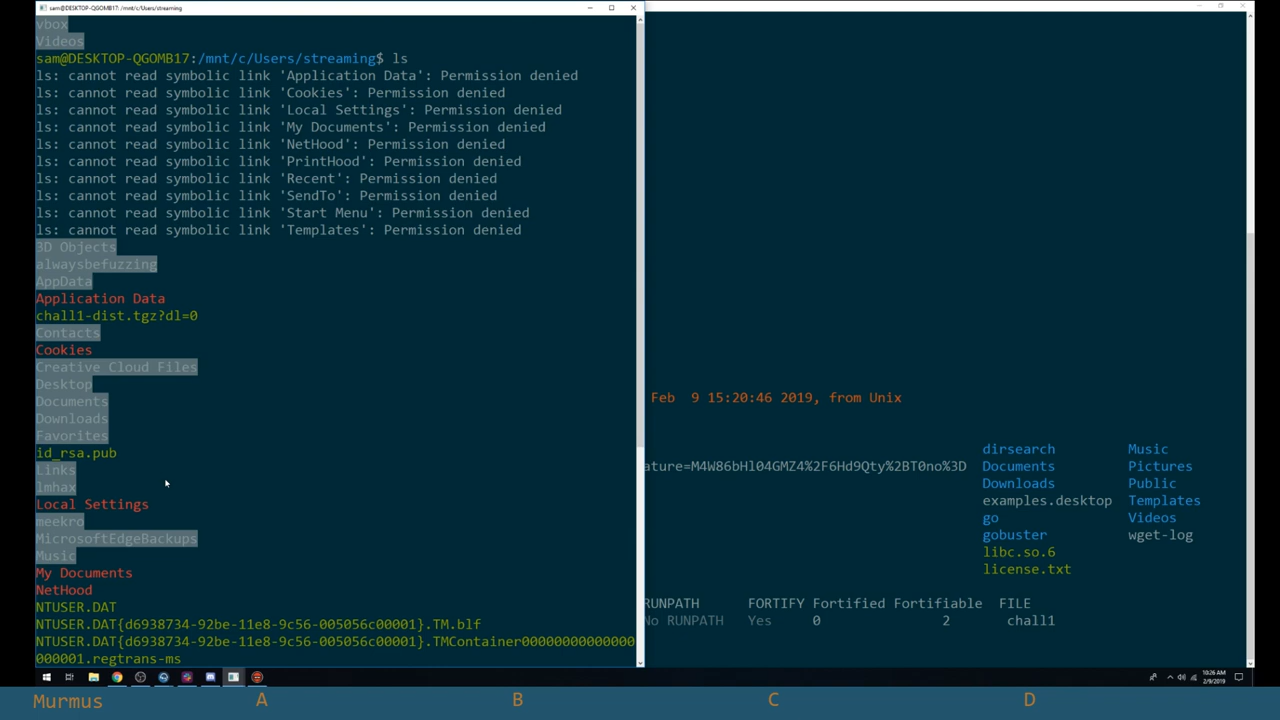 sam@DESKTOP-QGOMB17: /mnt/c/Users/streaming
vbox
Videos
sam@DESKTOP-QGOMB17:/mnt/c/Users/streaming$ ls
ls: cannot read symbolic link 'Application Data': Permission denied
ls: cannot read symbolic link 'Cookies': Permission denied
ls: cannot read symbolic link 'Local Settings': Permission denied
ls: cannot read symbolic link 'My Documents': Permission denied
ls: cannot read symbolic link 'NetHood': Permission denied
ls: cannot read symbolic link 'PrintHood': Permission denied
ls: cannot read symbolic link 'Recent': Permission denied
ls: cannot read symbolic link 'SendTo': Permission denied
ls: cannot read symbolic link 'Start Menu': Permission denied
ls: cannot read symbolic link 'Templates': Permission denied
3D Objects
alwaysbefuzzing
AppData
Application Data
chall1-dist.tgz?dl=0
Contacts
Cookies
Creative Cloud Files
Desktop
Documents
Downloads
Favorites
id_rsa.pub
Links
lmhax
Local Settings
meekro
MicrosoftEdgeBackups
Music
My Documents
NetHood
NTUSER.DAT
NTUSER.DAT{d6938734-92be-11e8-9c56-005056c00001}.TM.blf
NTUSER.DAT{d6938734-92be-11e8-9c56-005056c00001}.TMContainer00000000000000
000001.regtrans-ms
Feb  9 15:20:46 2019, from Unix
dirsearch Music
ature=M4W86bHl04GMZ4%2F6Hd9Qty%2BT0no%3D Documents Pictures
Downloads Public
examples.desktop Templates
go Videos
gobuster wget-log
libc.so.6
license.txt
RUNPATH FORTIFY Fortified Fortifiable FILE
No RUNPATH Yes 0 2 chall1
10:26 AM
2/9/2019
Murmus A B C D